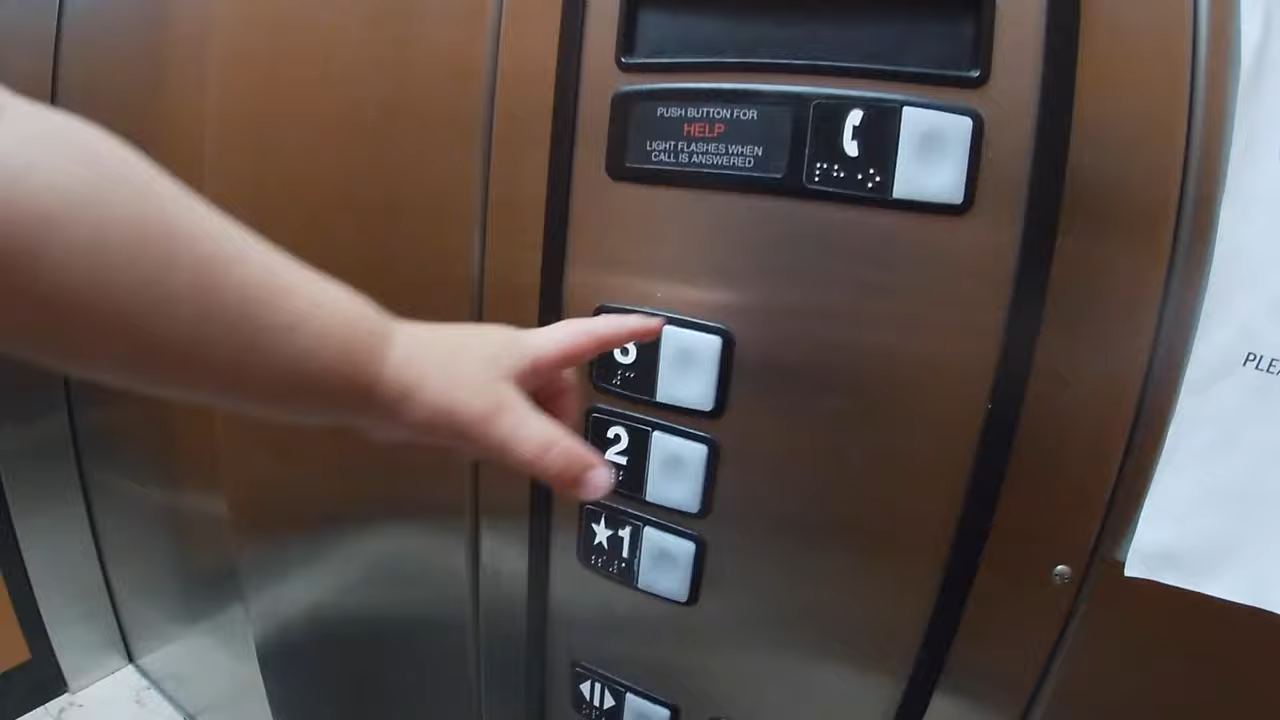 PUSH BUTTON FOR
HELP
LIGHT FLASHES WHEN
CALL IS ANSWERED
3
2
★1